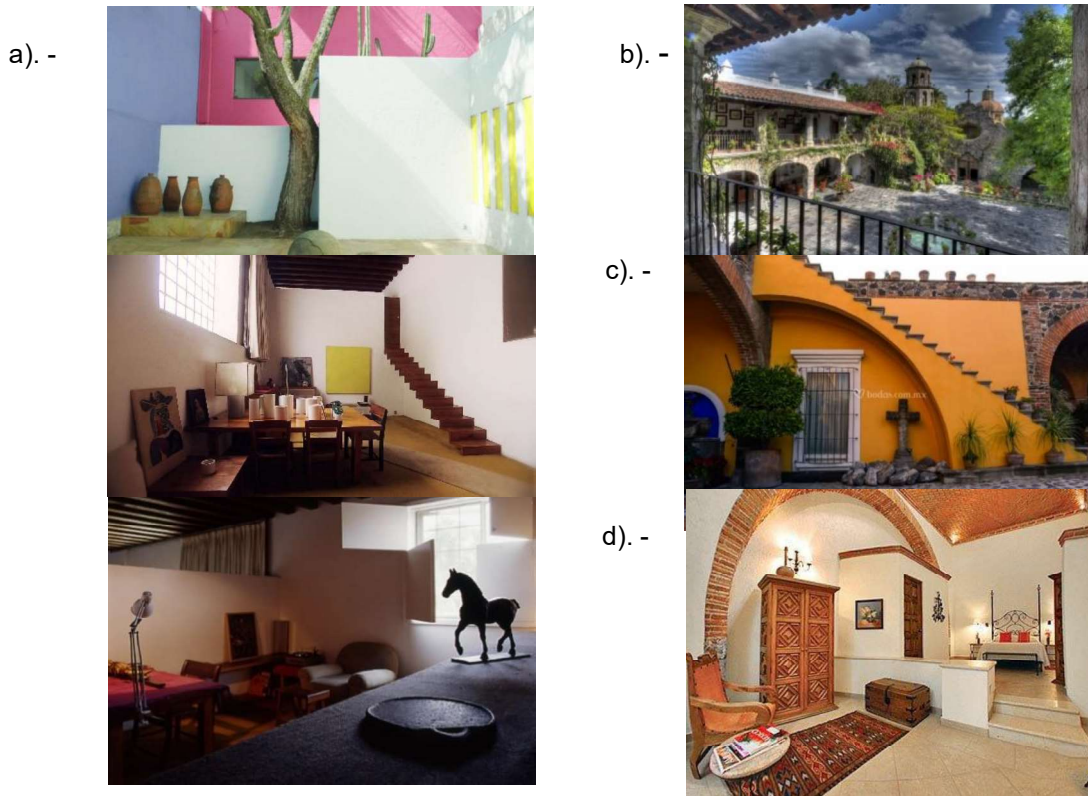 a). -
b). -
c). -
bodas.com.mx
d). -